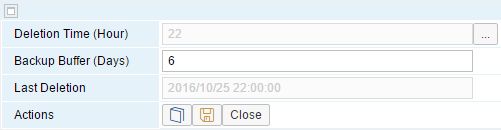 Deletion Time (Hour) 22 ...
Backup Buffer (Days) 6
Last Deletion 2016/10/25 22:00:00
Actions Close